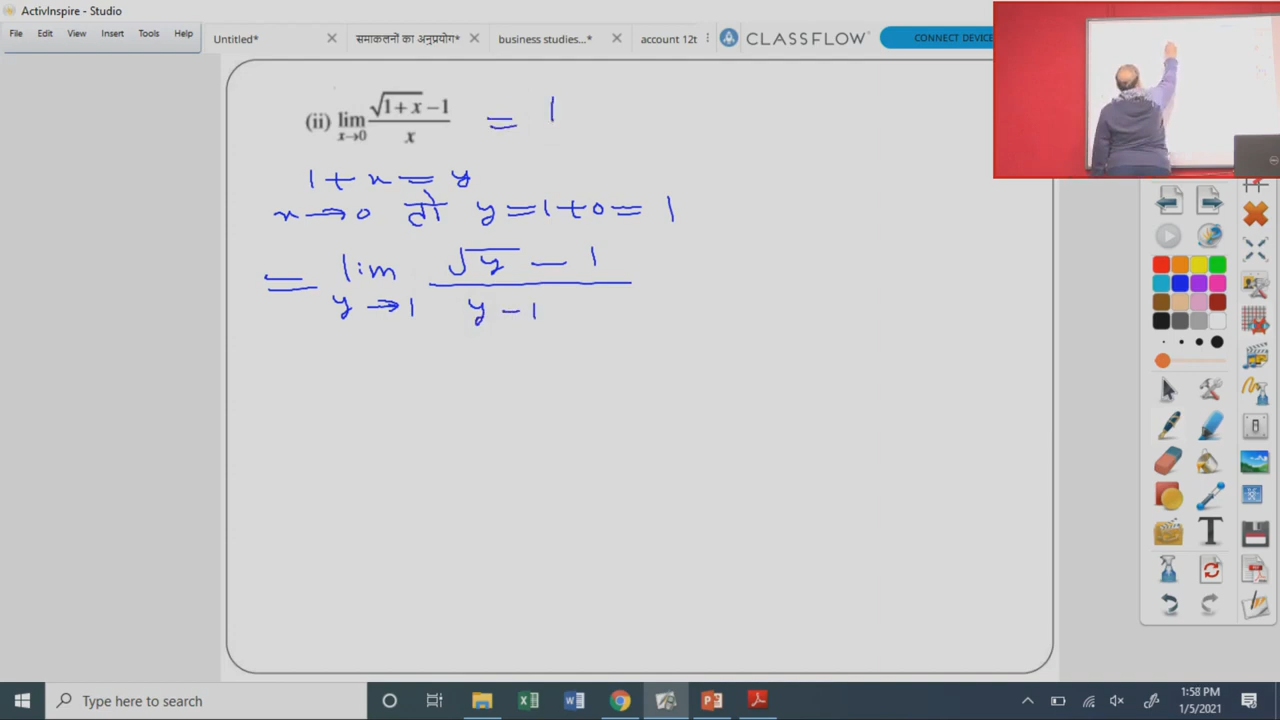 ActivInspire - Studio
File Edit View Insert Tools Help
Untitled* समाकलनों का अनुप्रयोग* business studies...* account 12t CLASSFLOW CONNECT DEVICE
(ii) lim x→0 √1+x −1 / x = 1
1 + x = y
x → 0 तो y = 1 + 0 = 1
= lim y → 1 √y − 1 / y − 1
T
Type here to search
1:58 PM
1/5/2021